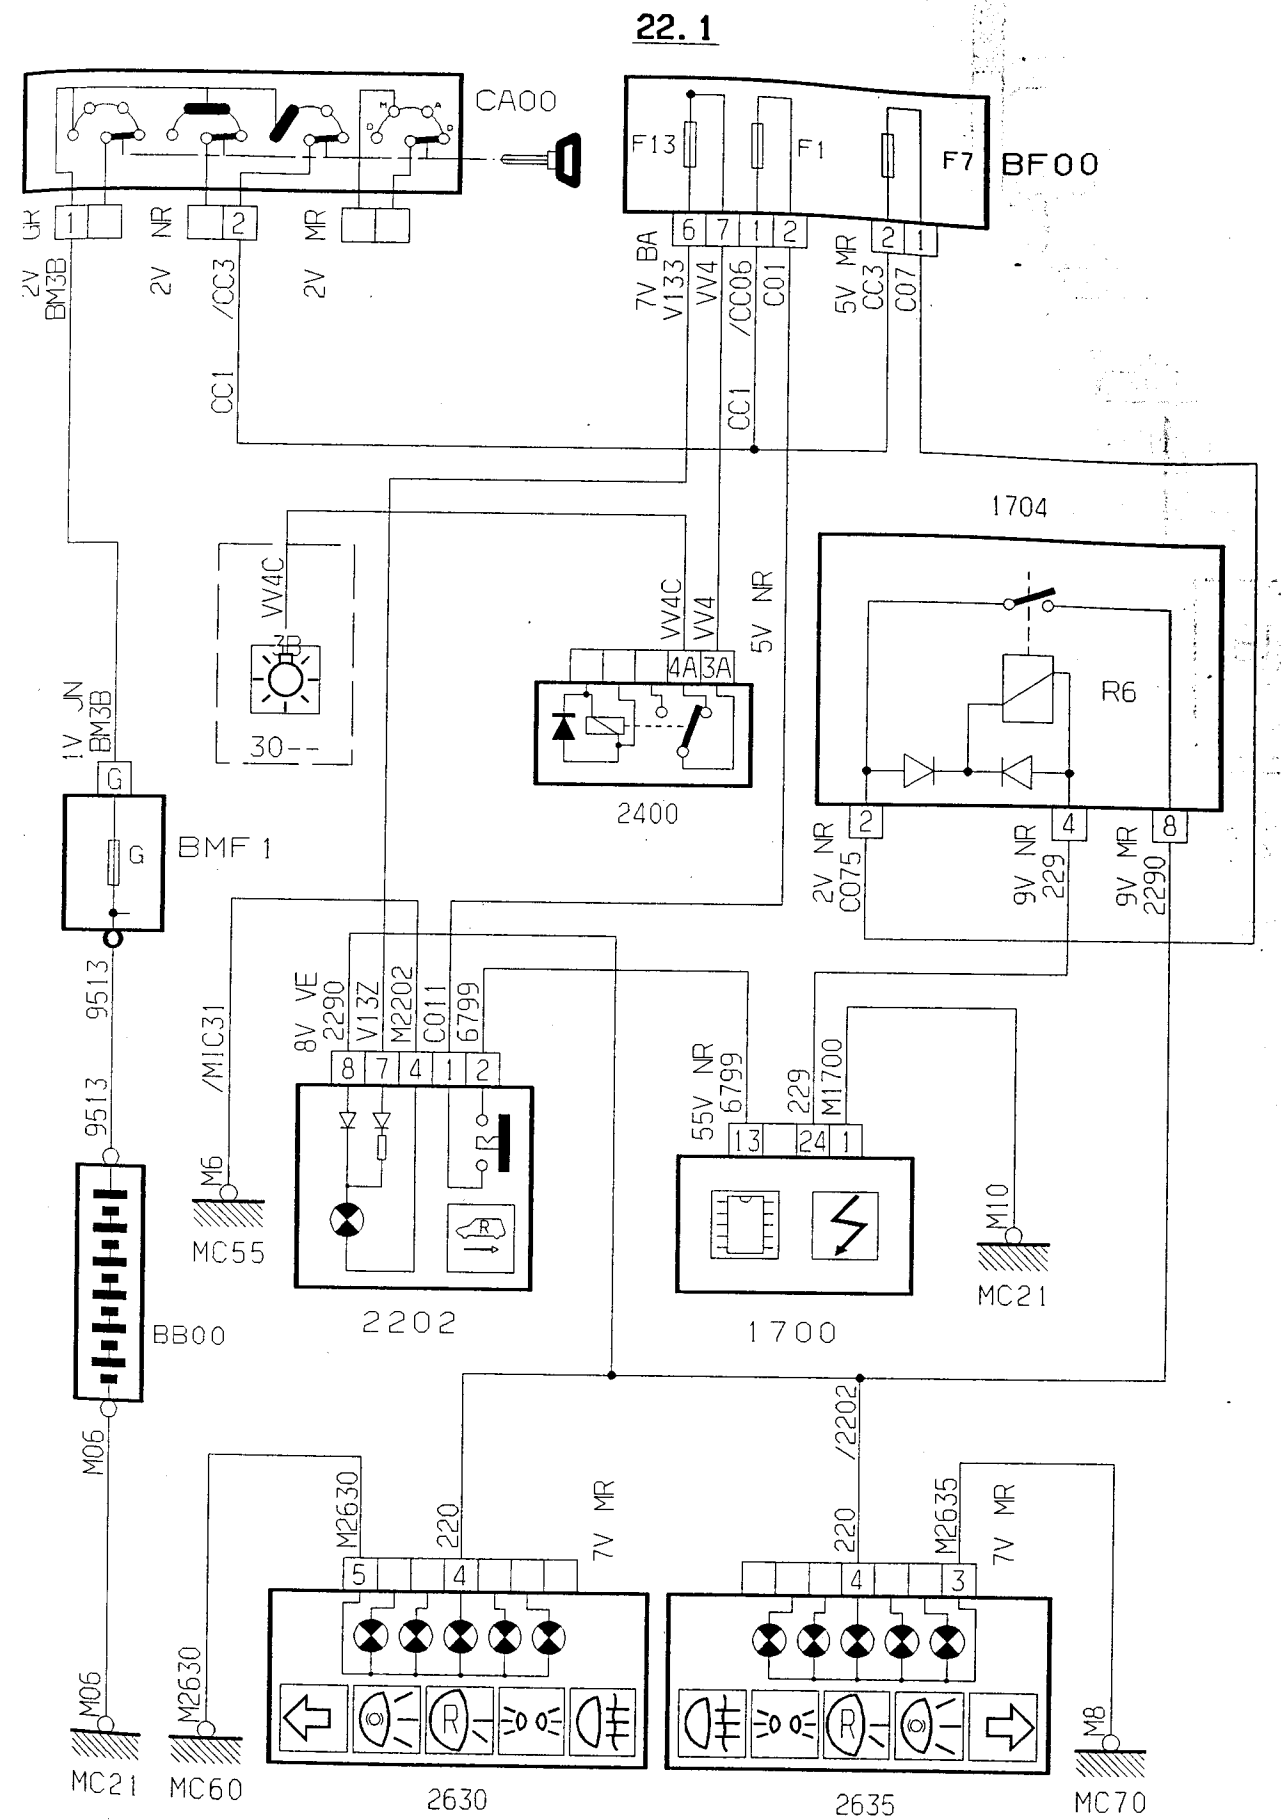 22. 1
CA00
M
A
D
D
F13
F1
F7
BF00
1
2
6
7
1
2
2
1
2V GR
BM3B
2V NR
/CC3
2V MR
7V BA
V133
VV4
/CC06
C01
5V MR
CC3
C07
CC1
CC1
1704
VV4C
3B
30--
VV4C
VV4
5V NR
4A
3A
2400
R6
2
4
8
2V NR
C075
9V NR
229
9V MR
2290
1V JN
BM3B
G
G
BMF1
9513
9513
/MIC31
8V VE
2290
V13Z
M2202
C011
6799
8
7
4
1
2
R
2202
55V NR
6799
229
M1700
13
24
1
1700
M10
MC21
M6
MC55
BB00
M06
M06
MC21
/2202
M2630
220
7V MR
5
4
R
2630
M2630
MC60
220
M2635
7V MR
4
3
R
2635
M8
MC70